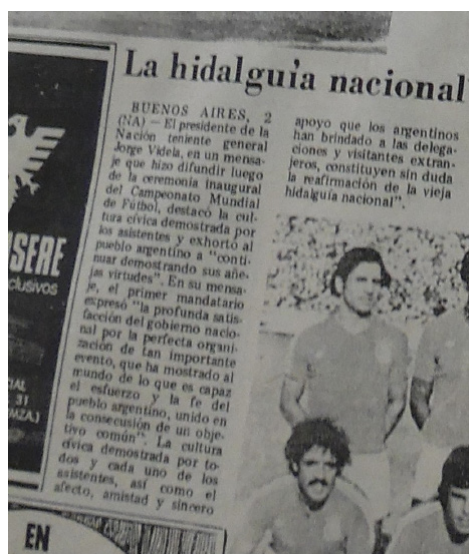 La hidalguía nacional
BUENOS AIRES, 2
(NA) — El presidente de la
Nación teniente general
Jorge Videla, en un mensa-
je que hizo difundir luego
de la ceremonia inaugural
del Campeonato Mundial
de Fútbol, destacó la cul-
tura cívica demostrada por
los asistentes y exhortó al
pueblo argentino a "conti-
nuar demostrando sus añe-
jas virtudes". En su mensa-
je, el primer mandatario
expresó "la profunda satis-
facción del gobierno nacio-
nal por la perfecta organi-
zación de tan importante
evento, que ha mostrado al
mundo de lo que es capaz
el esfuerzo y la fe del
pueblo argentino, unido en
la consecusión de un obje-
tivo común". La cultura
cívica demostrada por to-
dos y cada uno de los
asistentes, así como el
afecto, amistad y sincero
apoyo que los argentinos
han brindado a las delega-
ciones y visitantes extran-
jeros, constituyen sin duda
la reafirmación de la vieja
hidalguía nacional".
NSERE
clusivos
IAL
31
MZA.)
EN